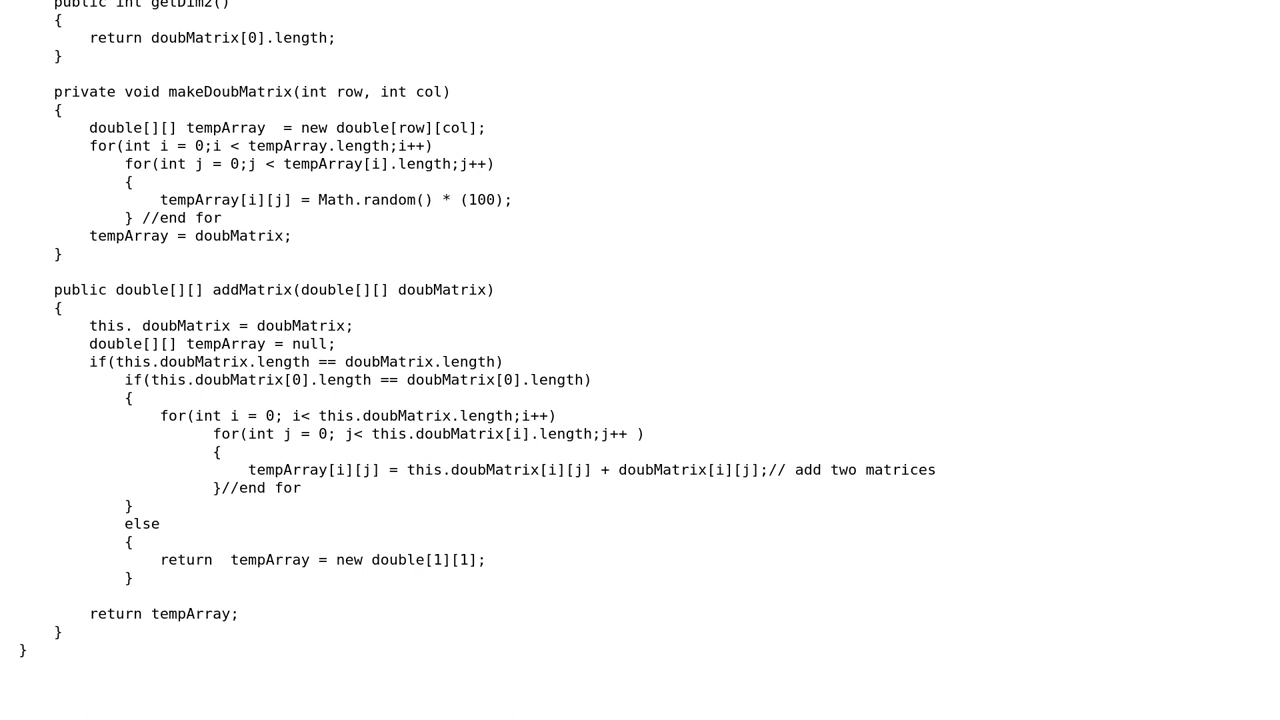 public int getDim2()
{
return doubMatrix[0].length;
}
private void makeDoubMatrix(int row, int col)
{
double[][] tempArray  = new double[row][col];
for(int i = 0;i < tempArray.length;i++)
for(int j = 0;j < tempArray[i].length;j++)
{
tempArray[i][j] = Math.random() * (100);
} //end for
tempArray = doubMatrix;
}
public double[][] addMatrix(double[][] doubMatrix)
{
this. doubMatrix = doubMatrix;
double[][] tempArray = null;
if(this.doubMatrix.length == doubMatrix.length)
if(this.doubMatrix[0].length == doubMatrix[0].length)
{
for(int i = 0; i< this.doubMatrix.length;i++)
for(int j = 0; j< this.doubMatrix[i].length;j++ )
{
tempArray[i][j] = this.doubMatrix[i][j] + doubMatrix[i][j];// add two matrices
}//end for
}
else
{
return  tempArray = new double[1][1];
}
return tempArray;
}
}